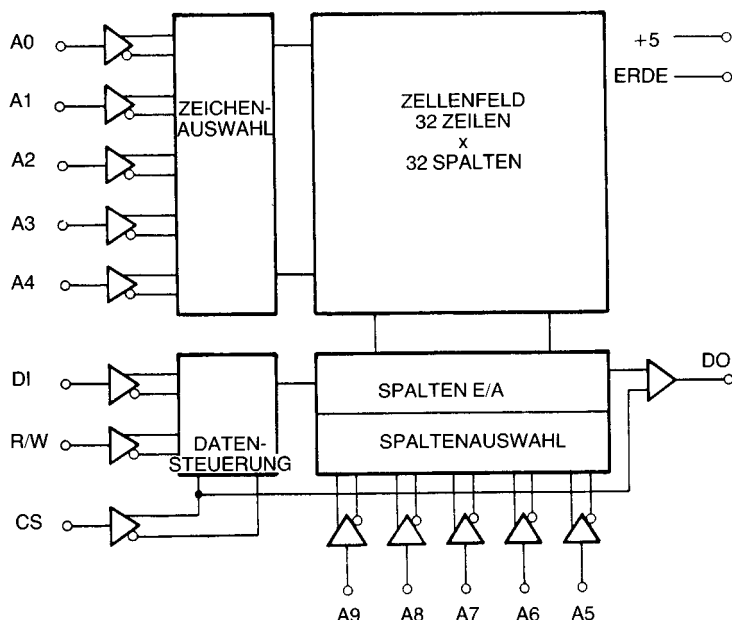 A0
A1
A2
A3
A4
ZEICHEN-
AUSWAHL
ZELLENFELD
32 ZEILEN
x
32 SPALTEN
+5
ERDE
DI
R/W
CS
DATEN-
STEUERUNG
SPALTEN E/A
SPALTENAUSWAHL
DO
A9
A8
A7
A6
A5